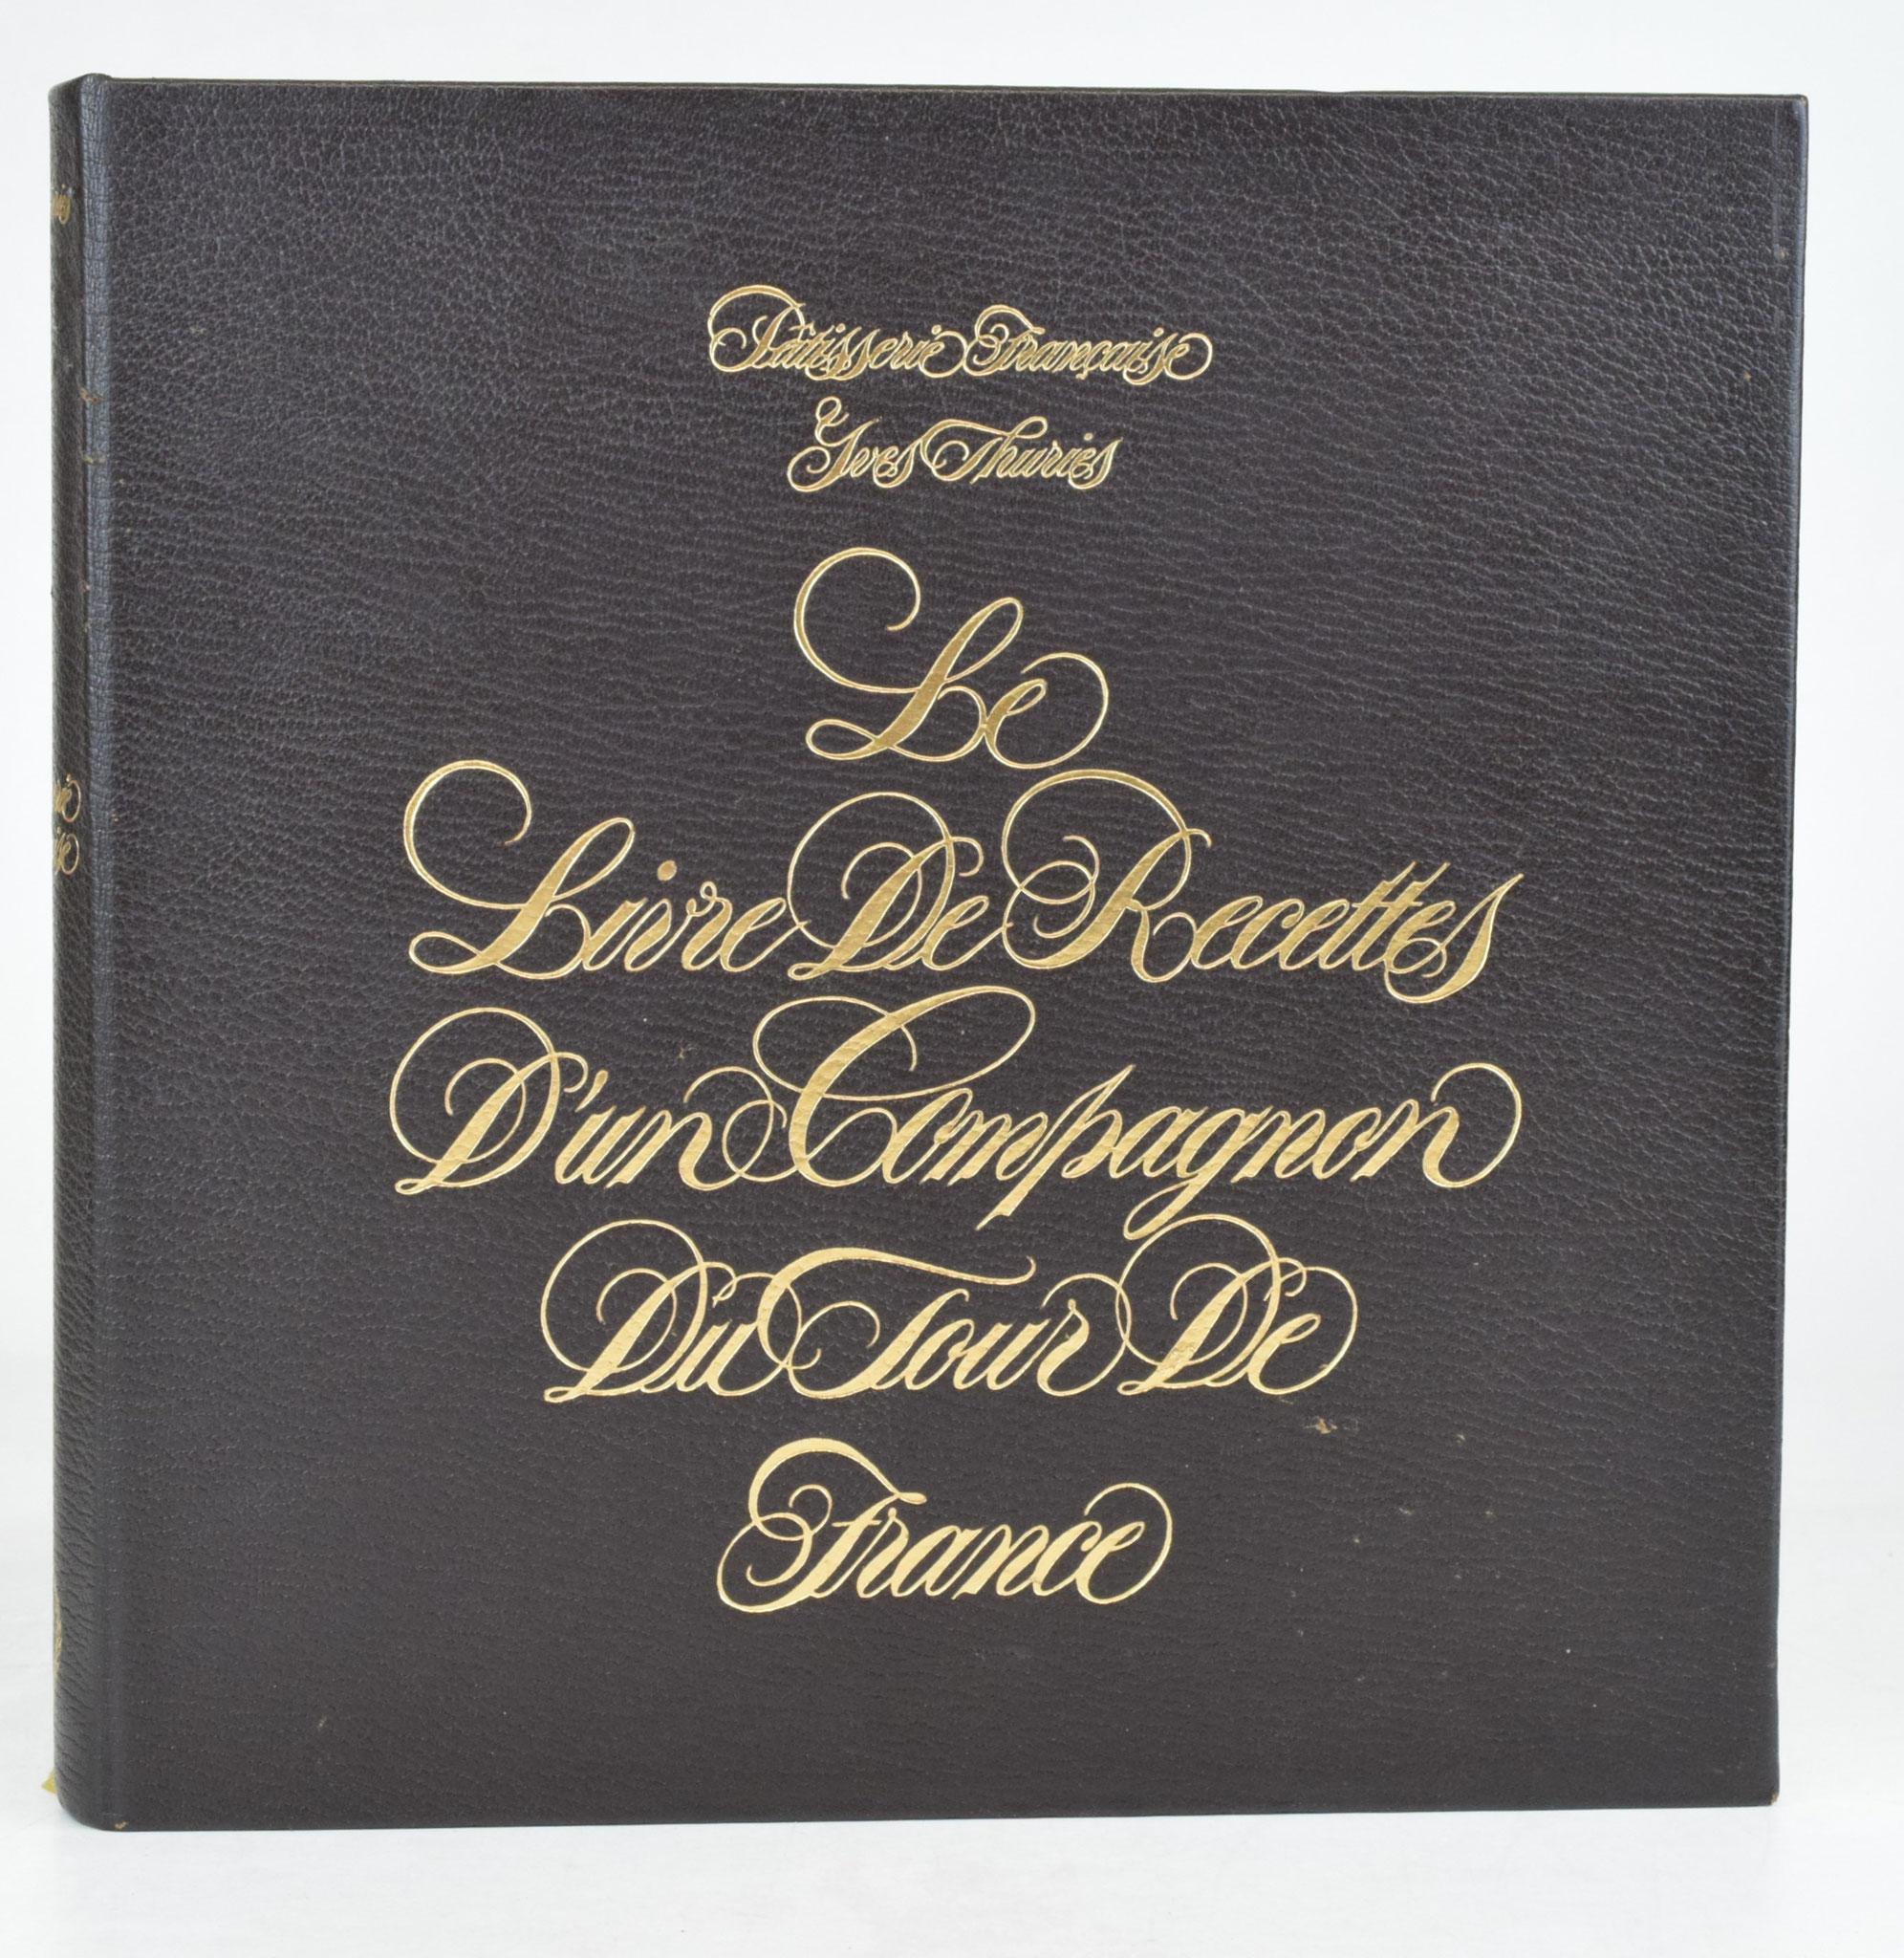 Pâtisserie Française
Yves Thuriès
Le
Livre De Recettes
D'un Compagnon
Du Tour De
France